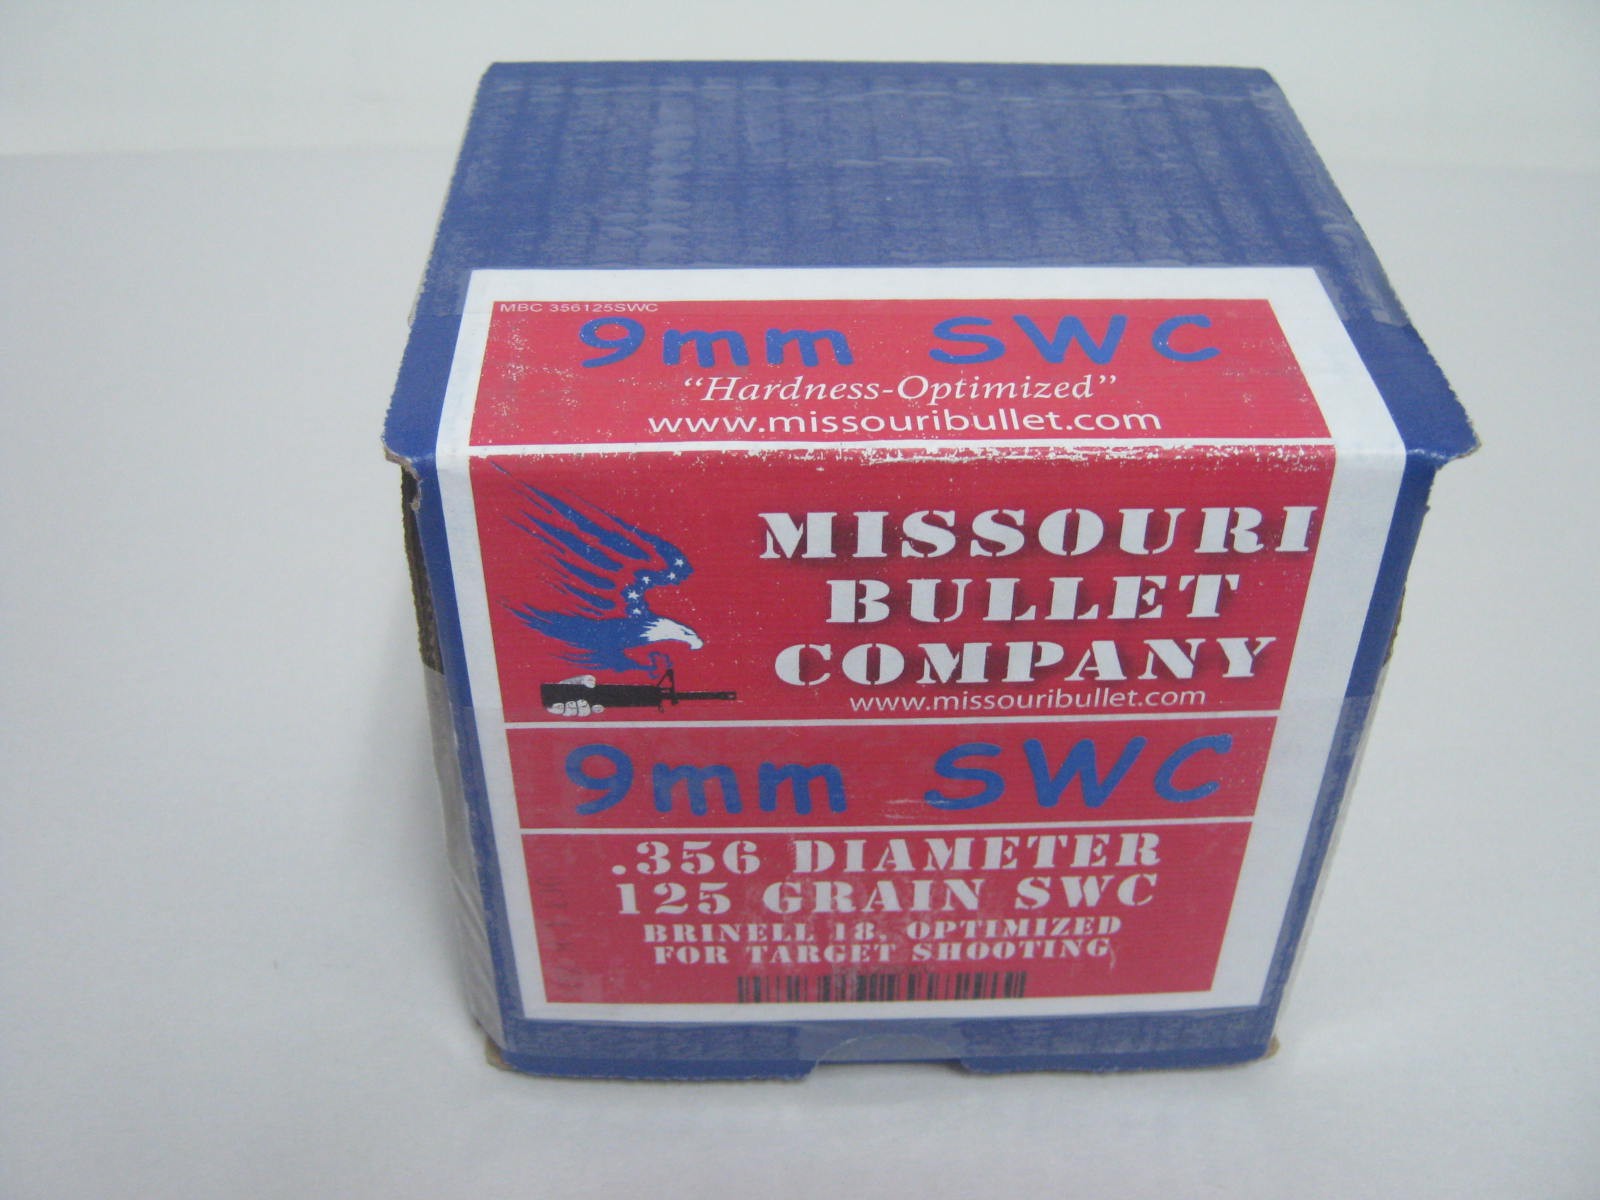 MBC 356125SWC
9mm SWC
“Hardness-Optimized”
www.missouribullet.com
MISSOURI
BULLET
COMPANY
www.missouribullet.com
9mm SWC
.356 DIAMETER
125 GRAIN SWC
BRINELL 18, OPTIMIZED
FOR TARGET SHOOTING